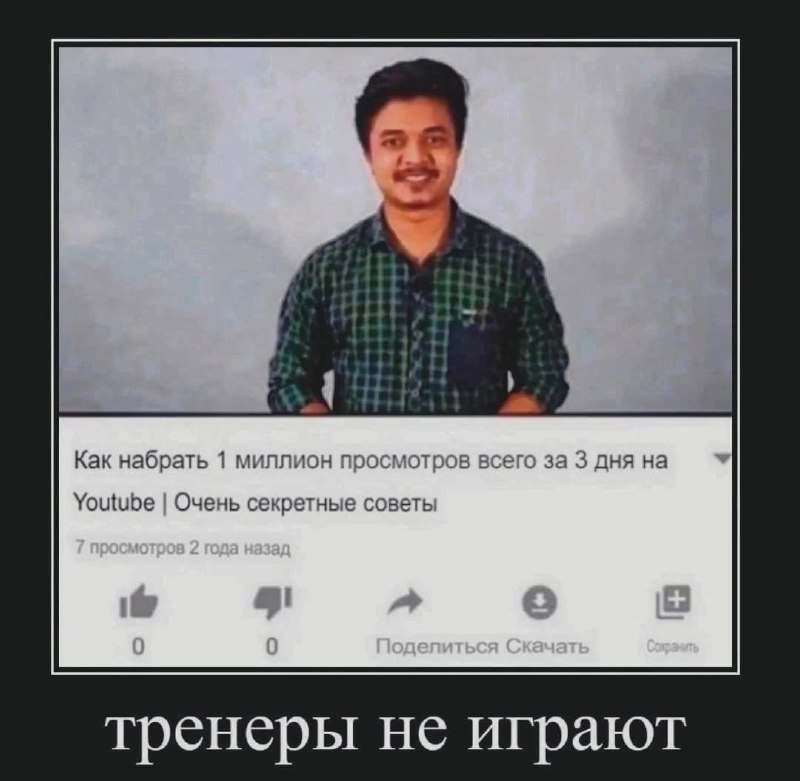 Как набрать 1 миллион просмотров всего за 3 дня на
Youtube | Очень секретные советы
7 просмотров 2 года назад
0 0 Поделиться Скачать Сохранить
тренеры не играют